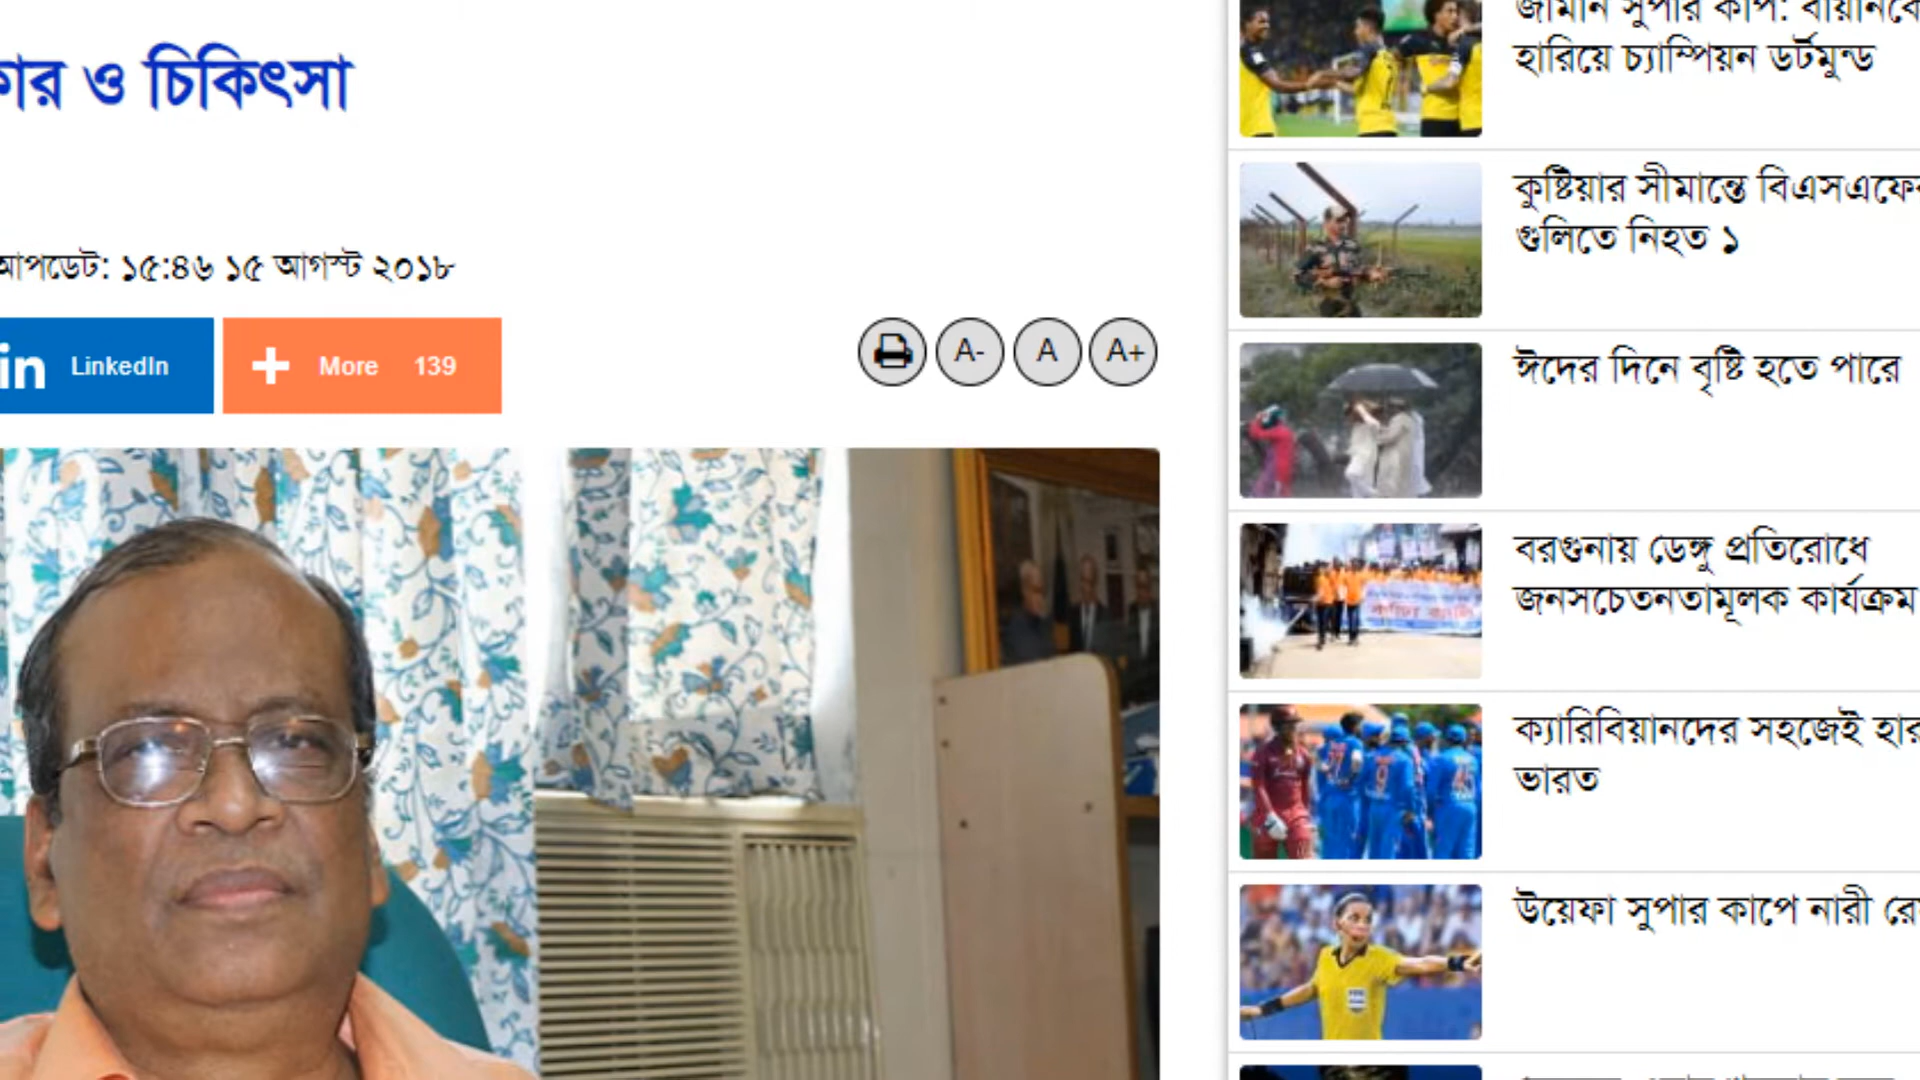 ও চিকিৎসা
আপডেট: ১৫:৪৬ ১৫ আগস্ট ২০১৮
in LinkedIn
+ More 139
A- A A+
জার্মান সুপার কাপ:
হারিয়ে চ্যাম্পিয়ন ডর্টমুন্ড
কুষ্টিয়ার সীমান্তে বিএসএফের
গুলিতে নিহত ১
ঈদের দিনে বৃষ্টি হতে পারে
বরগুনায় ডেঙ্গু প্রতিরোধে
জনসচেতনতামূলক কার্যক্রম
ক্যারিবিয়ানদের সহজেই
ভারত
উয়েফা সুপার কাপে নারী